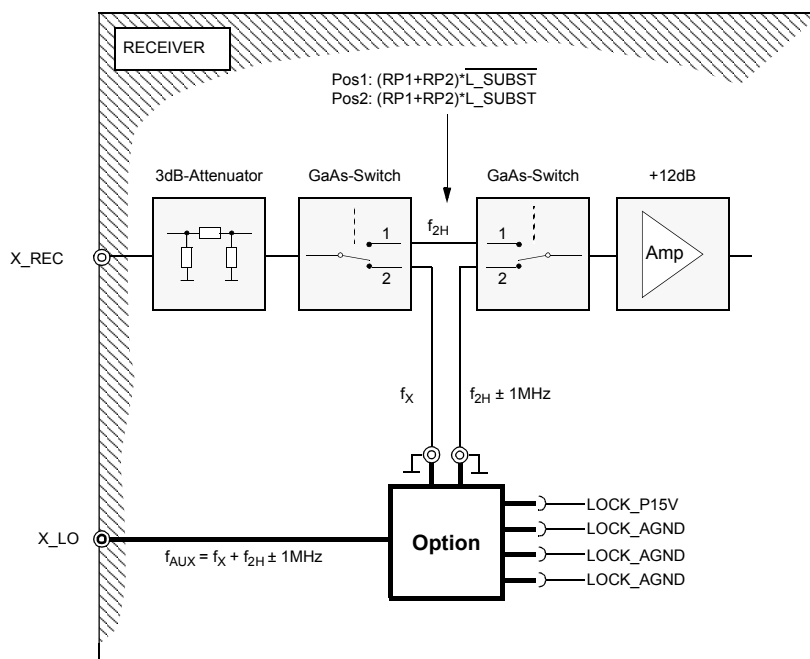 RECEIVER
Pos1: (RP1+RP2)*L_SUBST
Pos2: (RP1+RP2)*L_SUBST
3dB-Attenuator
GaAs-Switch
GaAs-Switch
+12dB
X_REC
1
2
f2H
1
2
Amp
fX
f2H ± 1MHz
X_LO
fAUX = fX + f2H ± 1MHz
Option
LOCK_P15V
LOCK_AGND
LOCK_AGND
LOCK_AGND